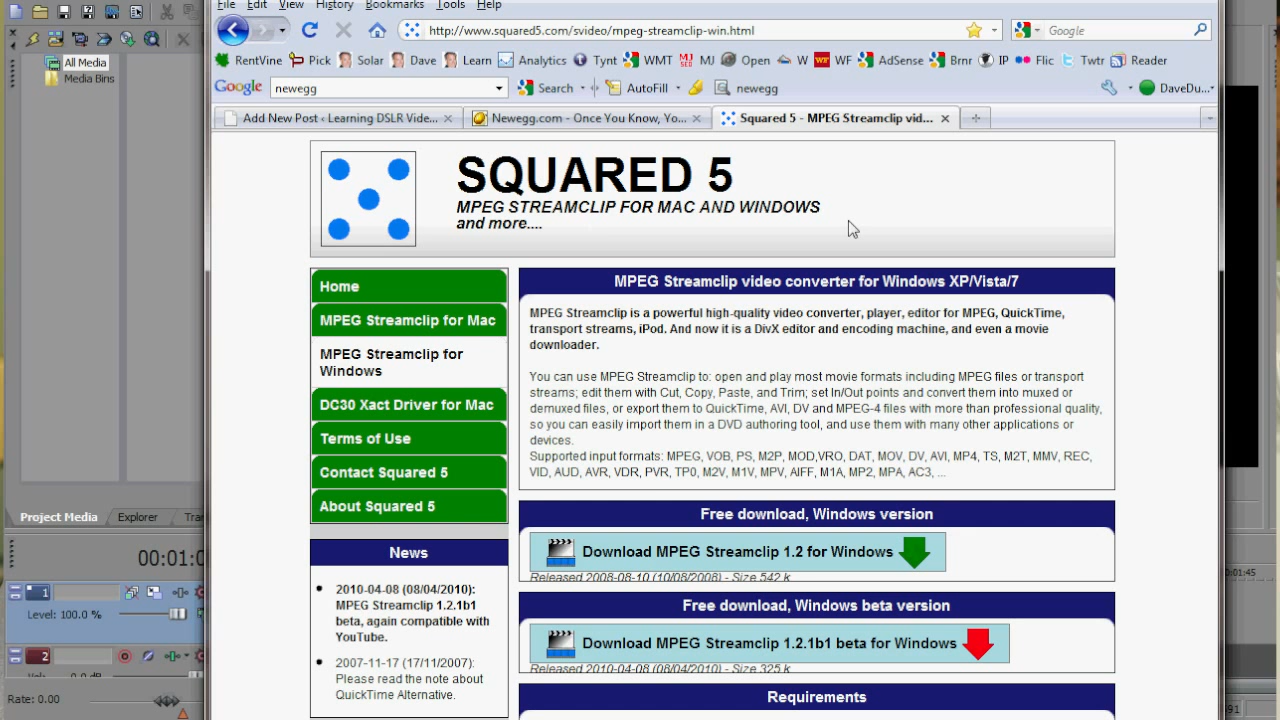 File Edit View History Bookmarks Tools Help
http://www.squared5.com/svideo/mpeg-streamclip-win.html
Google
RentVine Pick Solar Dave Learn Analytics Tynt WMT MJ Open W WF AdSense Brnr IP Flic Twtr Reader
Google newegg Search AutoFill newegg DaveDu...
Add New Post ‹ Learning DSLR Vide...
Newegg.com - Once You Know, Yo...
Squared 5 - MPEG Streamclip vid...
All Media
Media Bins
SQUARED 5
MPEG STREAMCLIP FOR MAC AND WINDOWS
and more....
Home
MPEG Streamclip for Mac
MPEG Streamclip for
Windows
DC30 Xact Driver for Mac
Terms of Use
Contact Squared 5
About Squared 5
News
2010-04-08 (08/04/2010):
MPEG Streamclip 1.2.1b1
beta, again compatible with
YouTube.
2007-11-17 (17/11/2007):
Please read the note about
QuickTime Alternative.
MPEG Streamclip video converter for Windows XP/Vista/7
MPEG Streamclip is a powerful high-quality video converter, player, editor for MPEG, QuickTime,
transport streams, iPod. And now it is a DivX editor and encoding machine, and even a movie
downloader.
You can use MPEG Streamclip to: open and play most movie formats including MPEG files or transport
streams; edit them with Cut, Copy, Paste, and Trim; set In/Out points and convert them into muxed or
demuxed files, or export them to QuickTime, AVI, DV and MPEG-4 files with more than professional quality,
so you can easily import them in a DVD authoring tool, and use them with many other applications or
devices.
Supported input formats: MPEG, VOB, PS, M2P, MOD,VRO, DAT, MOV, DV, AVI, MP4, TS, M2T, MMV, REC,
VID, AUD, AVR, VDR, PVR, TP0, M2V, M1V, MPV, AIFF, M1A, MP2, MPA, AC3, ...
Free download, Windows version
Download MPEG Streamclip 1.2 for Windows
Released 2008-08-10 (10/08/2008) - Size 542 k
Free download, Windows beta version
Download MPEG Streamclip 1.2.1b1 beta for Windows
Released 2010-04-08 (08/04/2010) - Size 325 k
Requirements
Project Media Explorer
00:01:0
1
Level: 100.0 %
2
Rate: 0.00